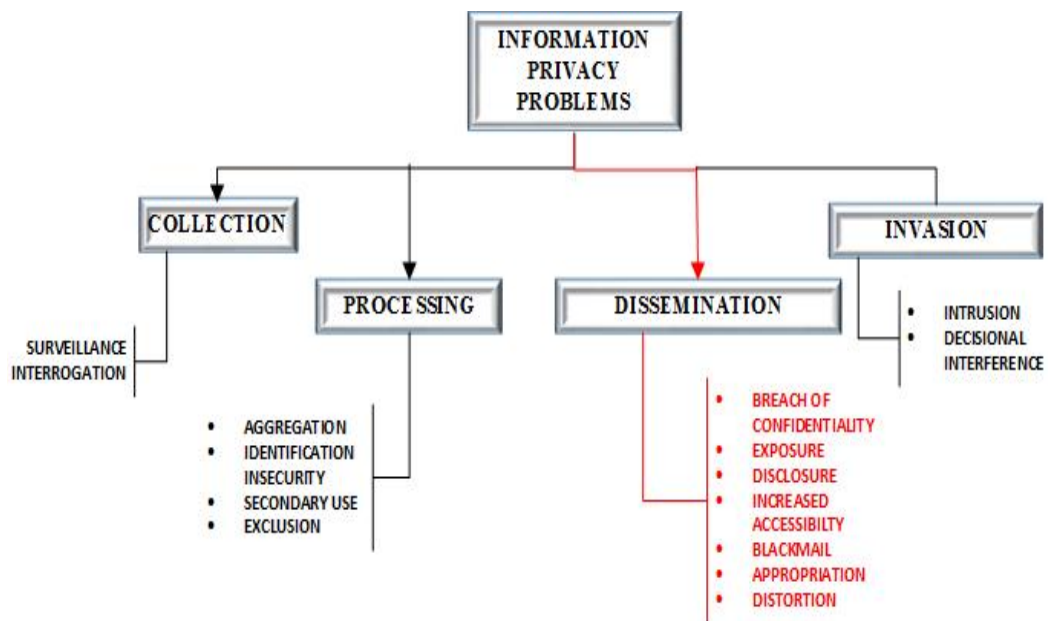 INFORMATION
PRIVACY
PROBLEMS
COLLECTION
INVASION
PROCESSING
DISSEMINATION
SURVEILLANCE
INTERROGATION
• AGGREGATION
• IDENTIFICATION
INSECURITY
• SECONDARY USE
• EXCLUSION
• BREACH OF
CONFIDENTIALITY
• EXPOSURE
• DISCLOSURE
• INCREASED
ACCESSIBILTY
• BLACKMAIL
• APPROPRIATION
• DISTORTION
• INTRUSION
• DECISIONAL
INTERFERENCE